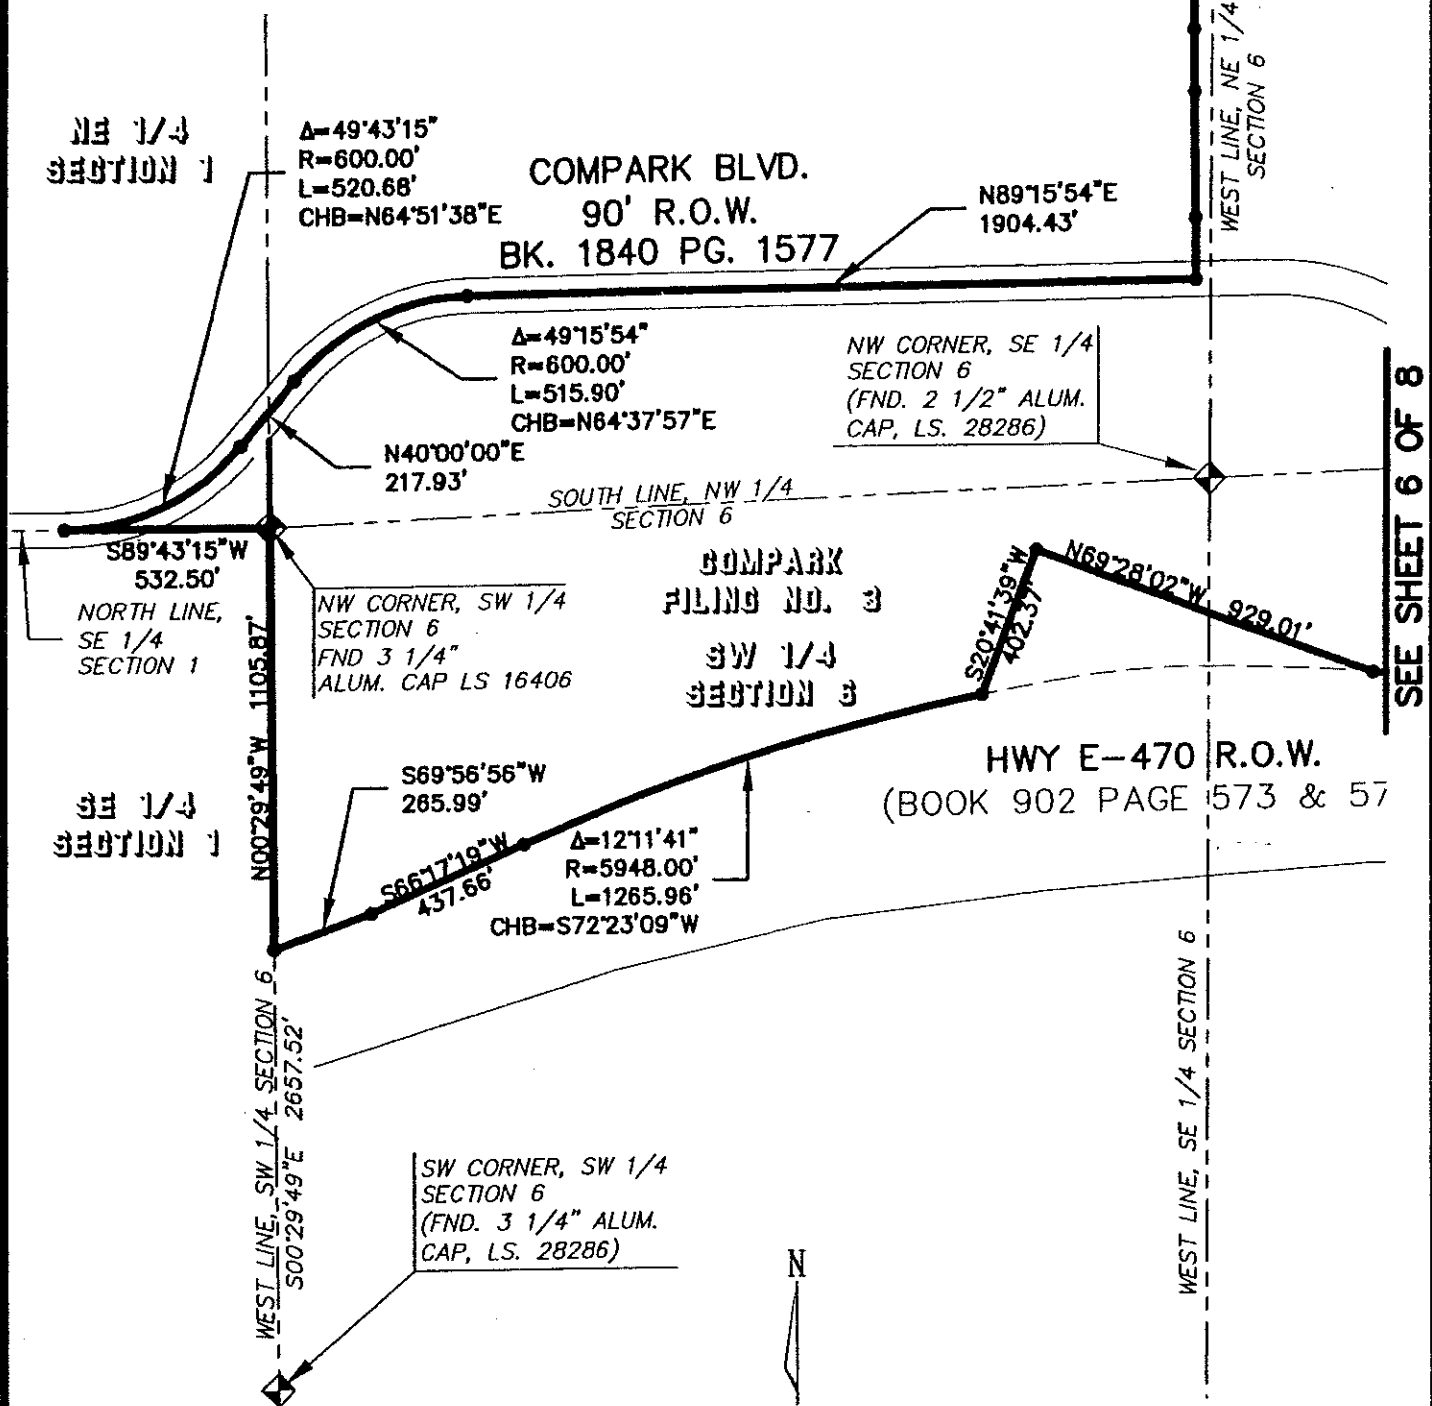 WEST LINE, NE 1/4
SECTION 6
NE 1/4
SECTION 1
Δ=49°43'15"
R=600.00'
L=520.68'
CHB=N64°51'38"E
COMPARK BLVD.
90' R.O.W.
BK. 1840 PG. 1577
N89°15'54"E
1904.43'
Δ=49°15'54"
R=600.00'
L=515.90'
CHB=N64°37'57"E
NW CORNER, SE 1/4
SECTION 6
(FND. 2 1/2" ALUM.
CAP, LS. 28286)
SEE SHEET 6 OF 8
N40°00'00"E
217.93'
SOUTH LINE, NW 1/4
SECTION 6
S89°43'15"W
532.50'
NORTH LINE,
SE 1/4
SECTION 1
NW CORNER, SW 1/4
SECTION 6
FND 3 1/4"
ALUM. CAP LS 16406
COMPARK
FILING NO. 3
SW 1/4
SECTION 6
S20°41'39"W
402.37'
N69°28'02"W 929.01'
N00°29'49"W 1105.87'
HWY E-470 R.O.W.
(BOOK 902 PAGE 573 & 57
SE 1/4
SECTION 1
S69°56'56"W
265.99'
S66°17'19"W
437.66'
Δ=12°11'41"
R=5948.00'
L=1265.96'
CHB=S72°23'09"W
WEST LINE, SW 1/4 SECTION 6
S00°29'49"E 2657.52'
WEST LINE, SE 1/4 SECTION 6
SW CORNER, SW 1/4
SECTION 6
(FND. 3 1/4" ALUM.
CAP, LS. 28286)
N